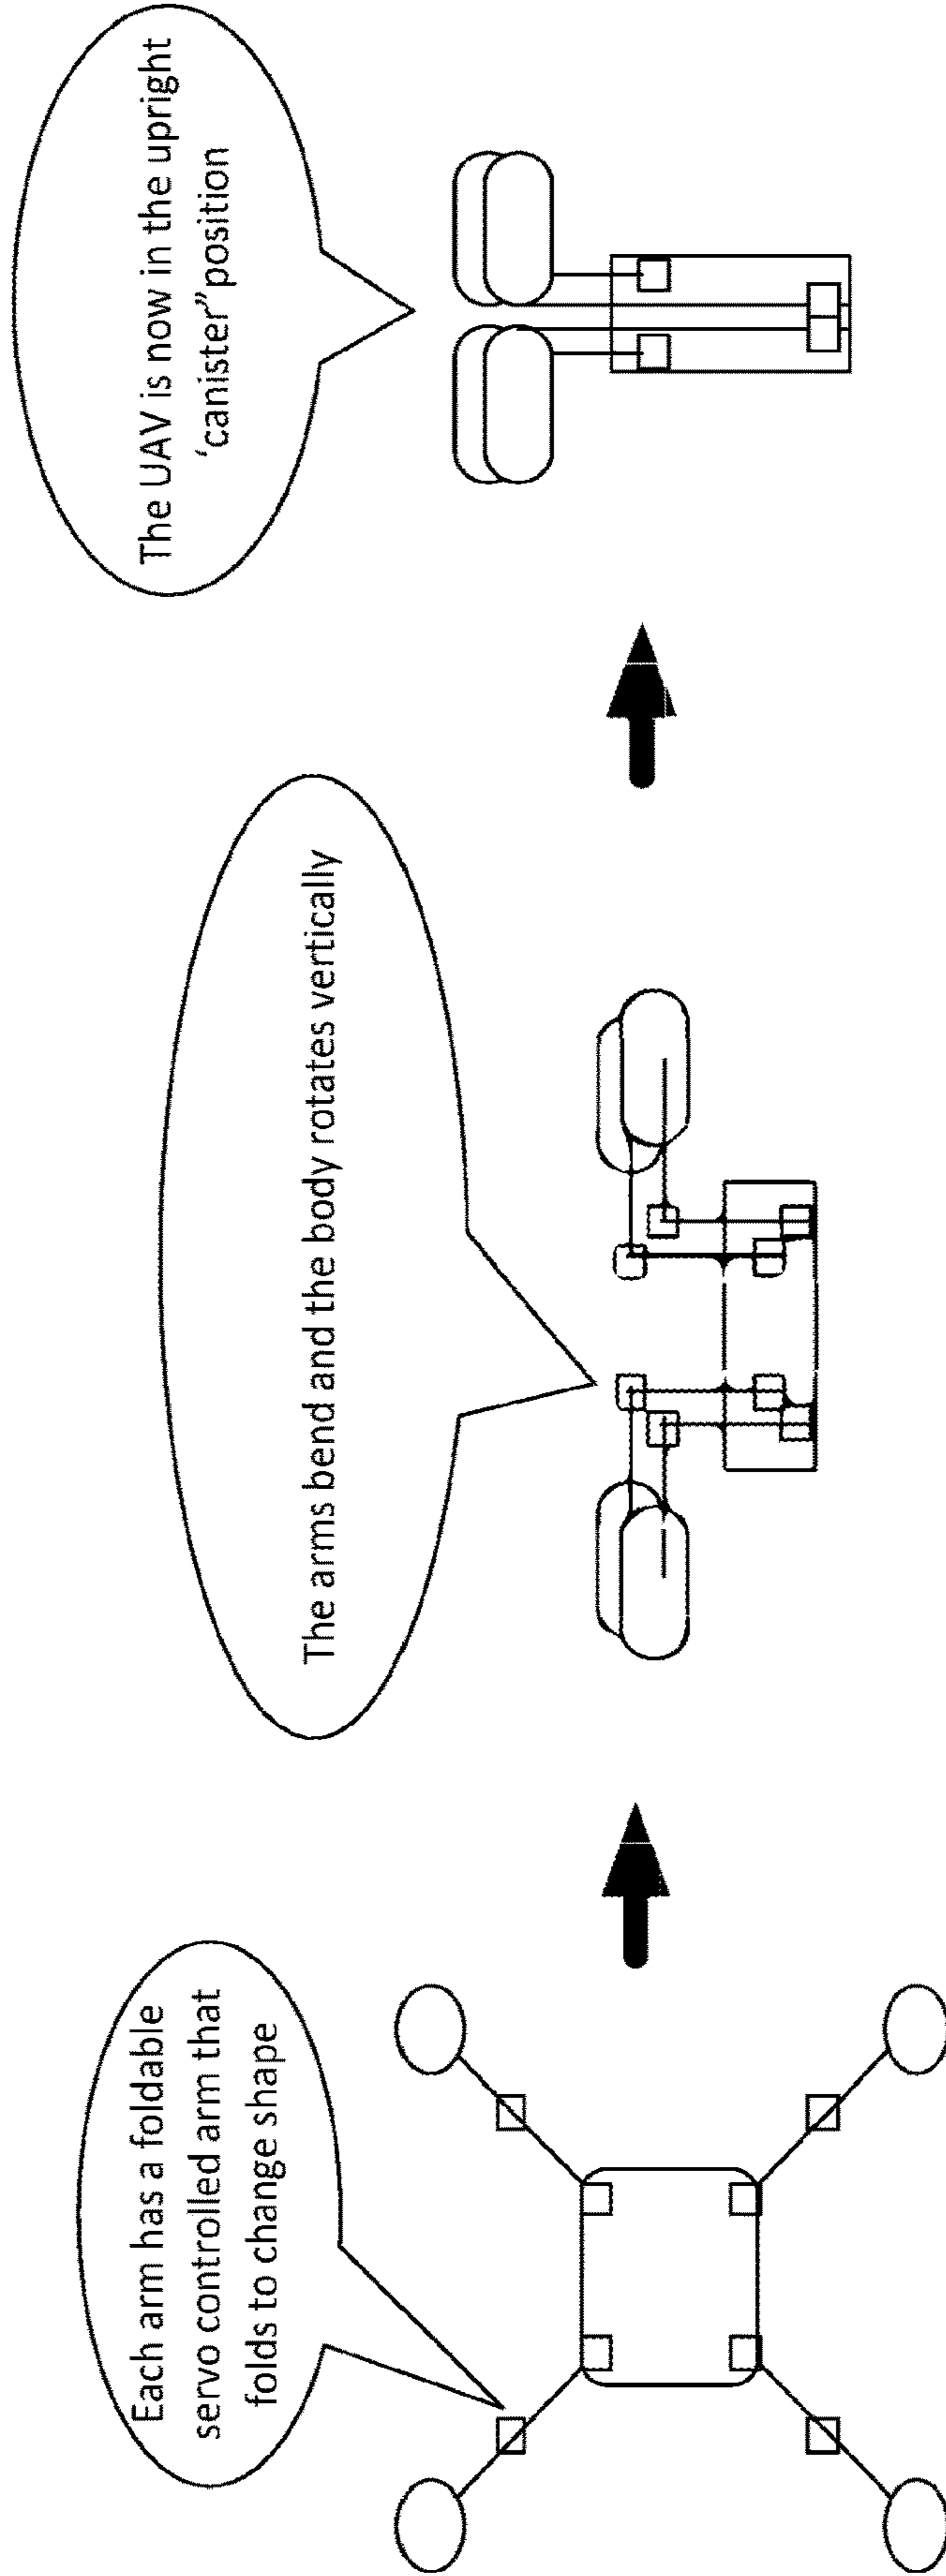 Each arm has a foldable
servo controlled arm that
folds to change shape
The arms bend and the body rotates vertically
The UAV is now in the upright
‘canister” position